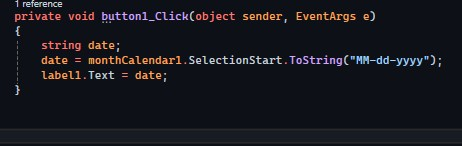 1 reference
private void button1_Click(object sender, EventArgs e)
{
string date;
date = monthCalendar1.SelectionStart.ToString("MM-dd-yyyy");
label1.Text = date;
}